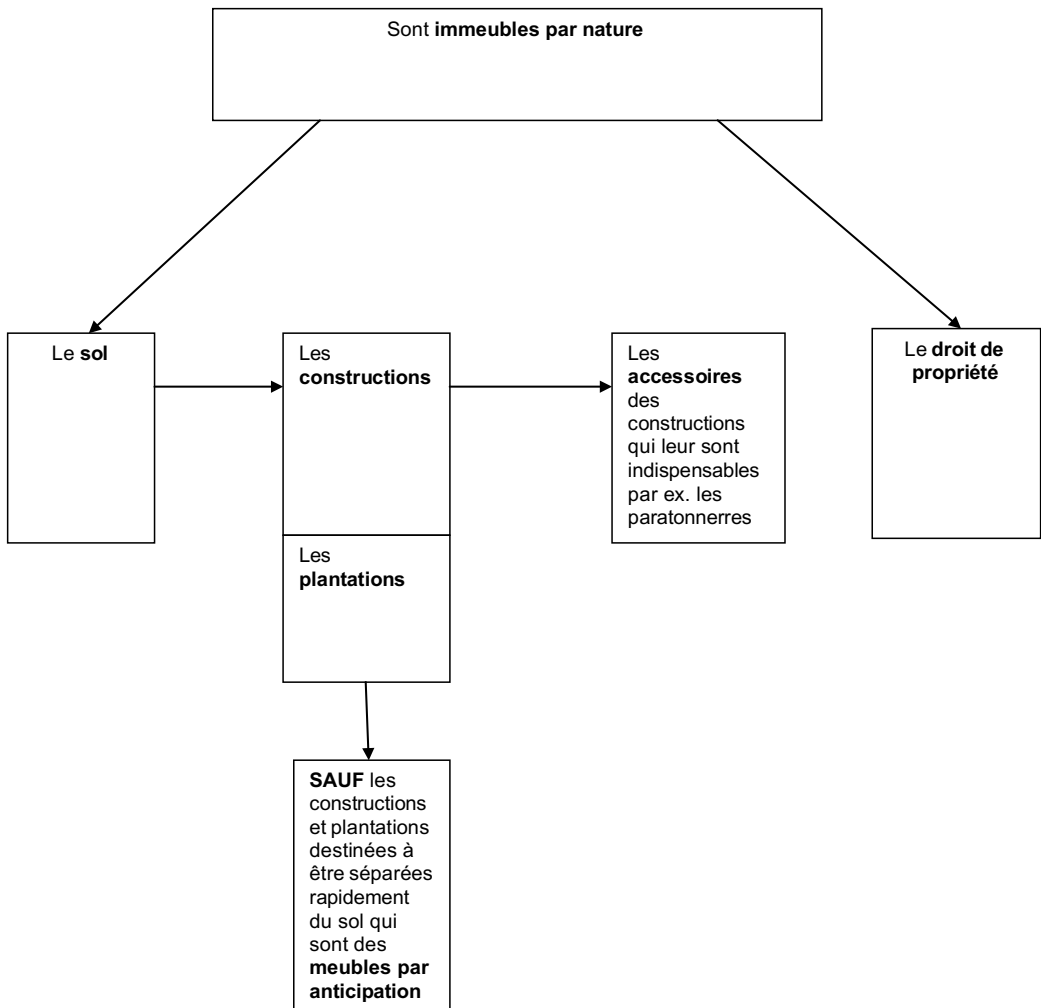 Sont immeubles par nature
Le sol
Les
constructions
Les
accessoires
des
constructions
qui leur sont
indispensables
par ex. les
paratonnerres
Le droit de
propriété
Les
plantations
SAUF les
constructions
et plantations
destinées à
être séparées
rapidement
du sol qui
sont des
meubles par
anticipation